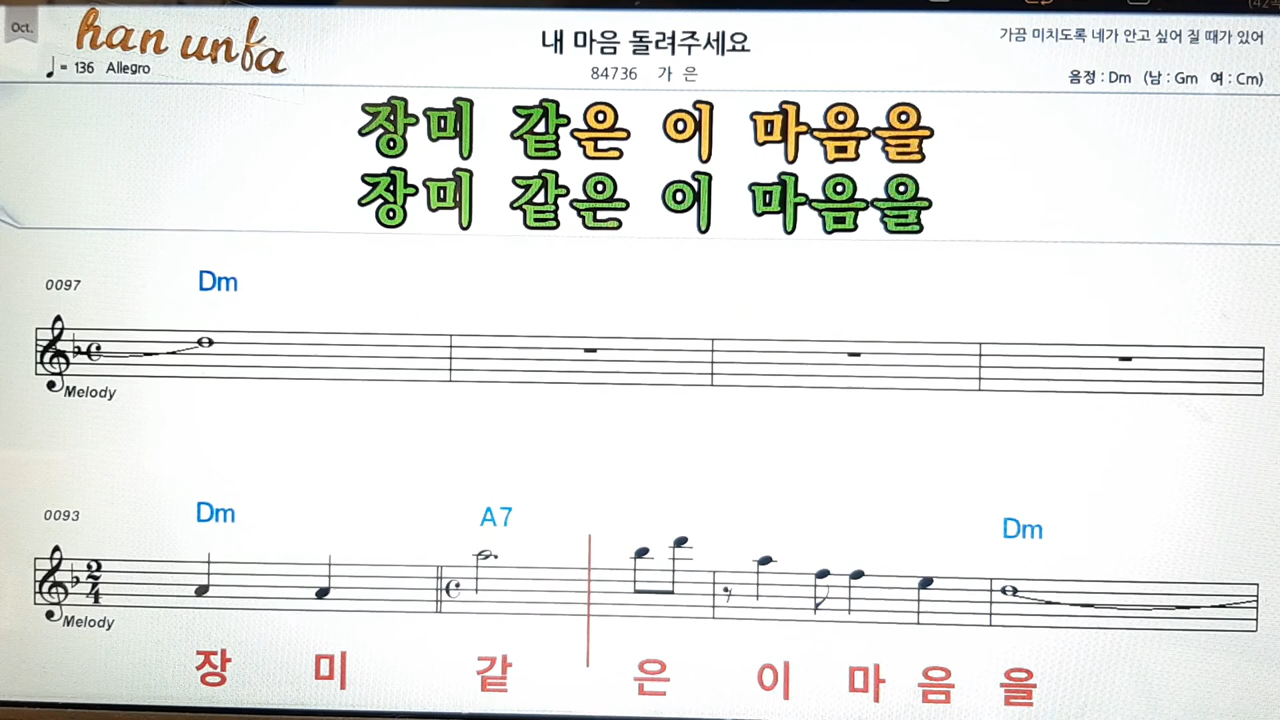 Oct.
han unfa
♩= 136 Allegro
내 마음 돌려주세요
84736 가 은
가끔 미치도록 네가 안고 싶어 질 때가 있어
음정 : Dm (남 : Gm 여 : Cm)
장미 같은 이 마음을
장미 같은 이 마음을
0097
Dm
Melody
0093
Dm A7 Dm
2
4
Melody
장 미 같 은 이 마 음 을